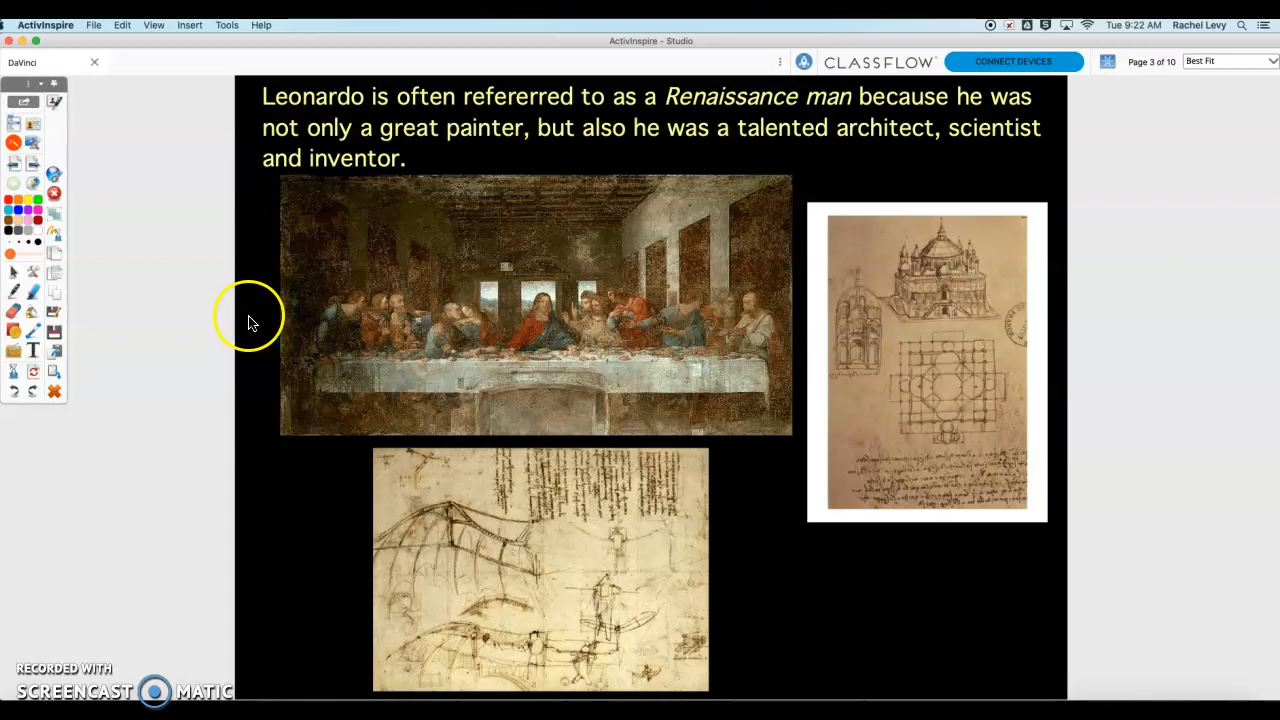 ActivInspire File Edit View Insert Tools Help Tue 9:22 AM Rachel Levy
ActivInspire - Studio
DaVinci CLASSFLOW CONNECT DEVICES Page 3 of 10 Best Fit
Leonardo is often refererred to as a Renaissance man because he was
not only a great painter, but also he was a talented architect, scientist
and inventor.
RECORDED WITH
SCREENCAST MATIC